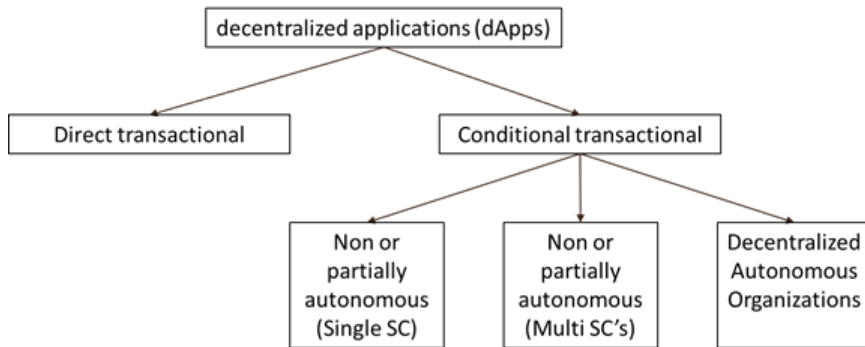 decentralized applications (dApps)
Direct transactional
Conditional transactional
Non or
partially
autonomous
(Single SC)
Non or
partially
autonomous
(Multi SC's)
Decentralized
Autonomous
Organizations